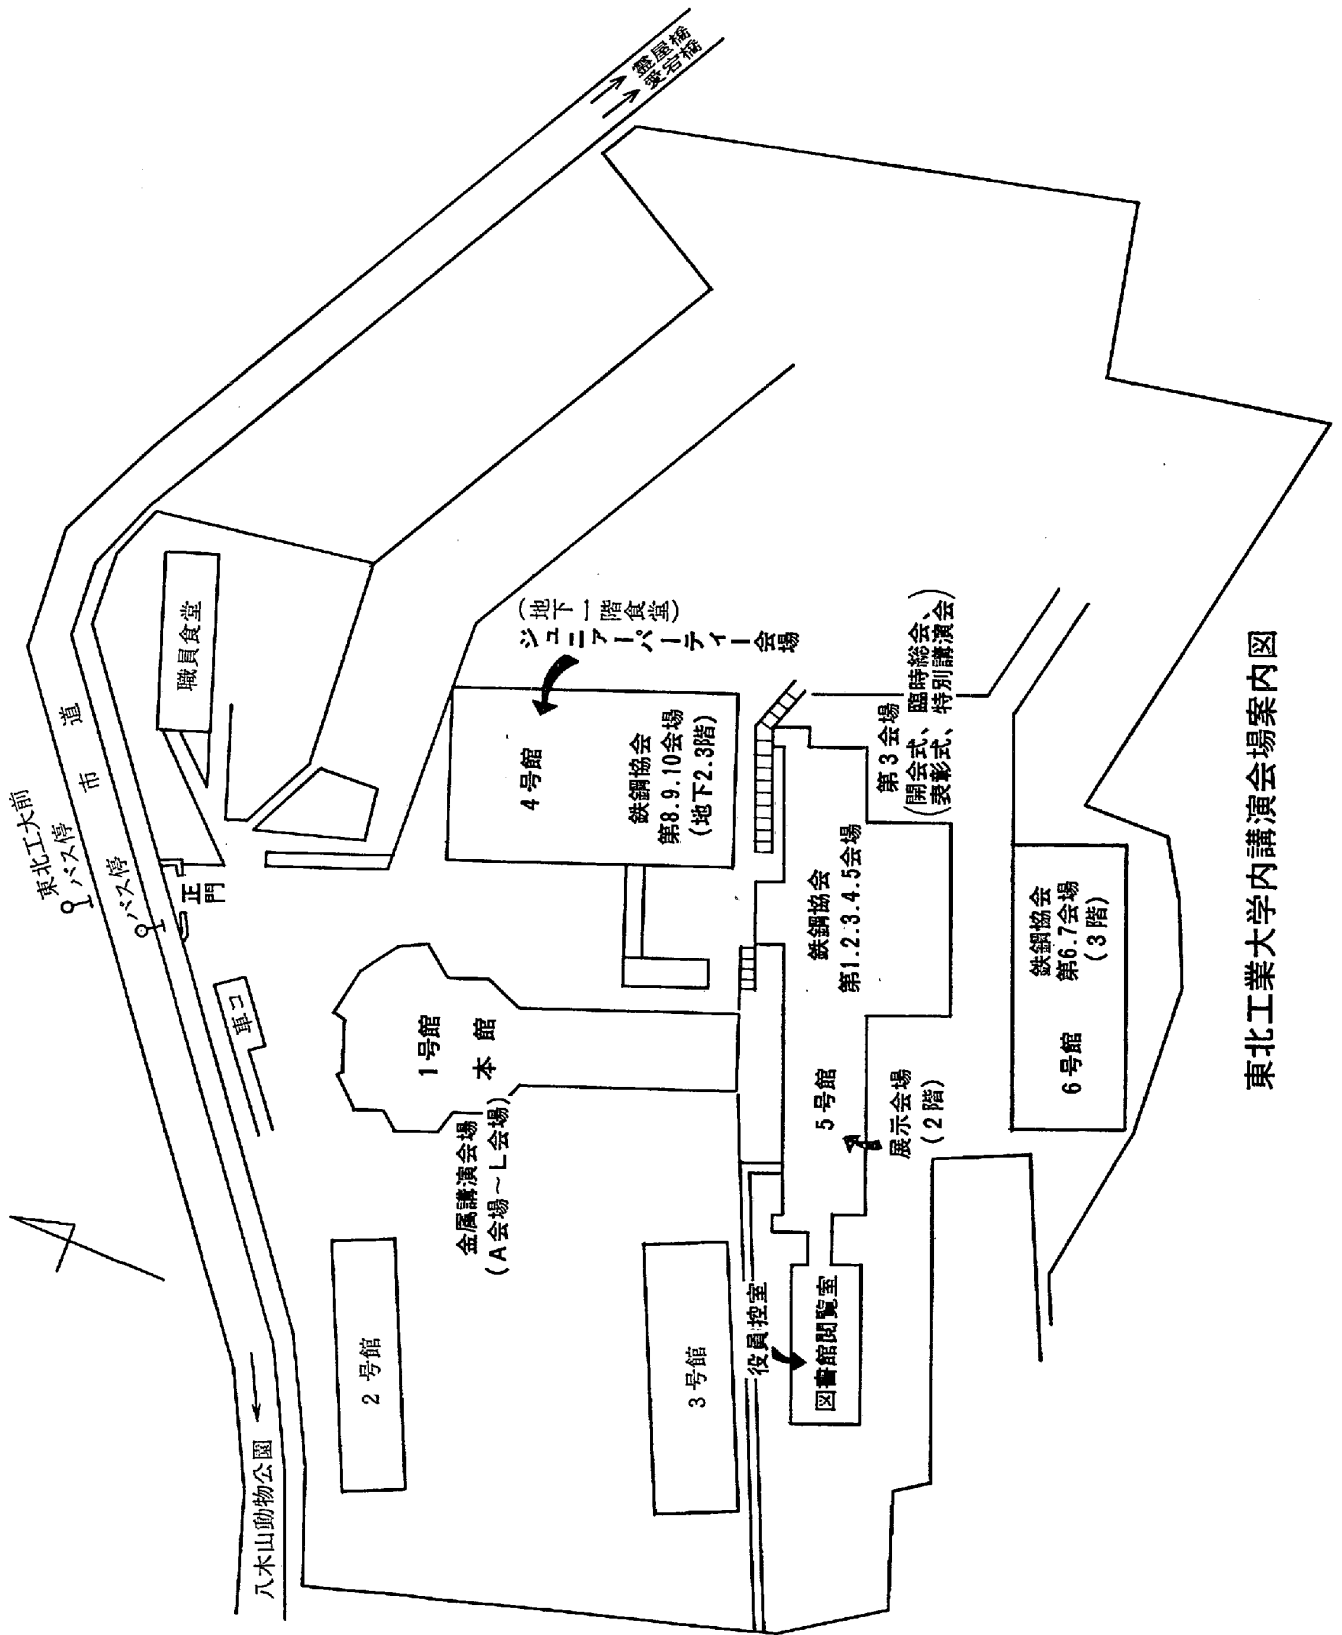 霊屋橋
愛宕橋
市道
東北工大前
バス停
バス停
正門
職員食堂
車コ
八木山動物公園
1号館
本館
金属講演会場
(A会場~L会場)
2号館
3号館
4号館
鉄鋼協会
第8.9.10会場
(地下2.3階)
(地下一階食堂)
ジュニアーパーティー会場
第3会場
(開会式、臨時総会、
表彰式、特別講演会)
鉄鋼協会
第1.2.3.4.5会場
5号館
展示会場
(2階)
役員控室
図書館閲覧室
鉄鋼協会
第6.7会場
(3階)
6号館
東北工業大学内講演会場案内図